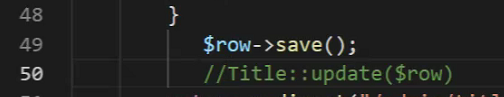 48 }
49 $row->save();
50 //Title::update($row)